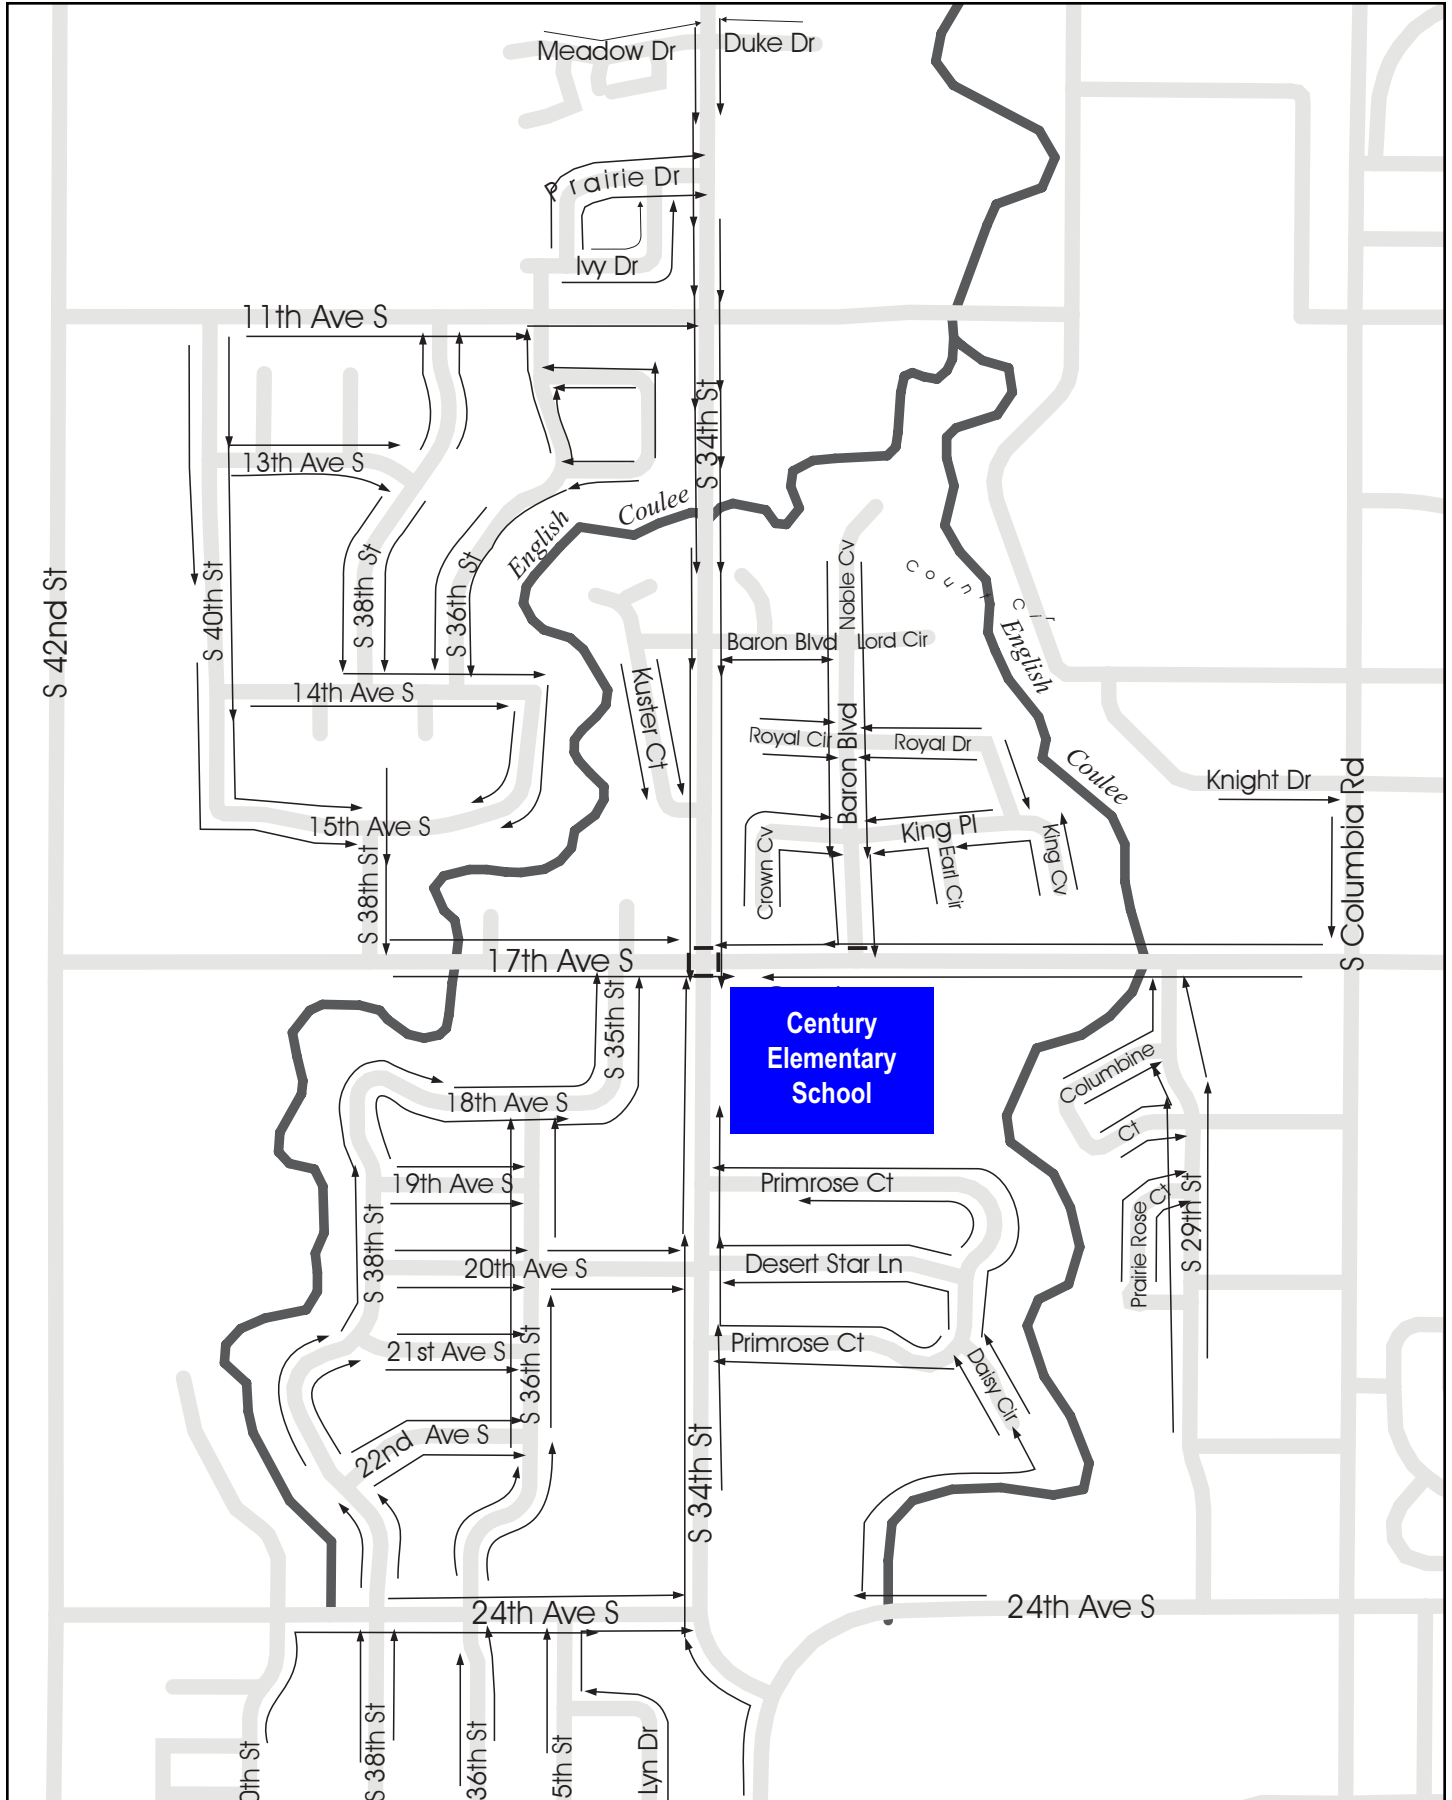 Meadow Dr
Duke Dr
Prairie Dr
Ivy Dr
11th Ave S
S 34th St
13th Ave S
English
Coulee
S 42nd St
S 40th St
S 38th St
S 36th St
Noble Cv
Court Cir
English
Coulee
Baron Blvd
Lord Cir
14th Ave S
Kuster Ct
Royal Cir
Baron Blvd
Royal Dr
Knight Dr
S Columbia Rd
15th Ave S
S 38th St
Crown Cv
King Pl
Earl Cir
King Cv
17th Ave S
S 35th St
Century
Elementary
School
Columbine
Ct
18th Ave S
19th Ave S
Primrose Ct
Prairie Rose
Ct
S 29th St
S 38th St
20th Ave S
Desert Star Ln
21st Ave S
S 36th St
Primrose Ct
Daisy Cir
22nd Ave S
S 34th St
24th Ave S
24th Ave S
0th St
S 38th St
36th St
5th St
Lyn Dr